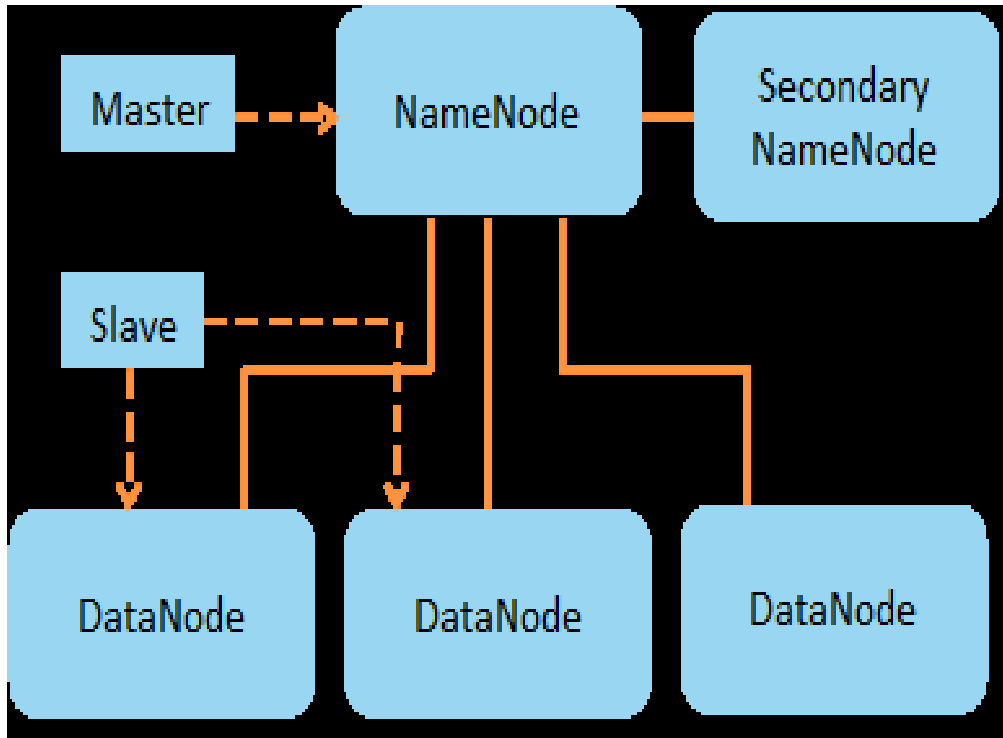 Master
NameNode
Secondary
NameNode
Slave
DataNode
DataNode
DataNode